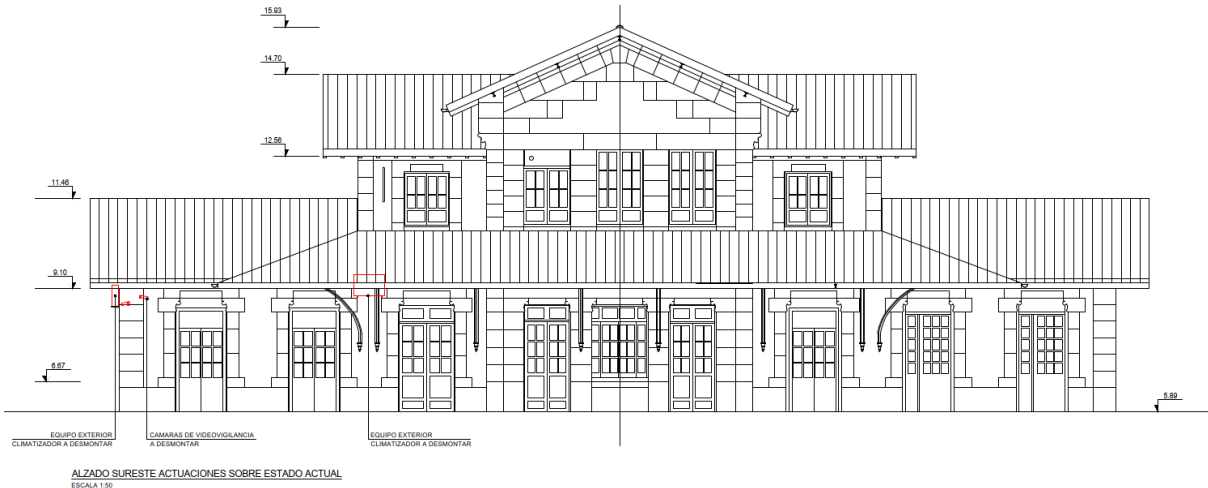 15.93
14.70
12.56
11.46
9.10
6.67
5.89
EQUIPO EXTERIOR
CLIMATIZADOR A DESMONTAR
CAMARAS DE VIDEOVIGILANCIA
A DESMONTAR
EQUIPO EXTERIOR
CLIMATIZADOR A DESMONTAR
ALZADO SURESTE ACTUACIONES SOBRE ESTADO ACTUAL
ESCALA 1:50